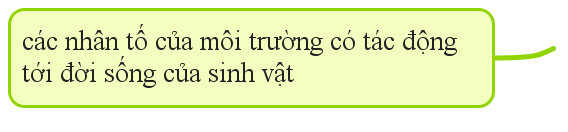 các nhân tố của môi trường có tác động
tới đời sống của sinh vật